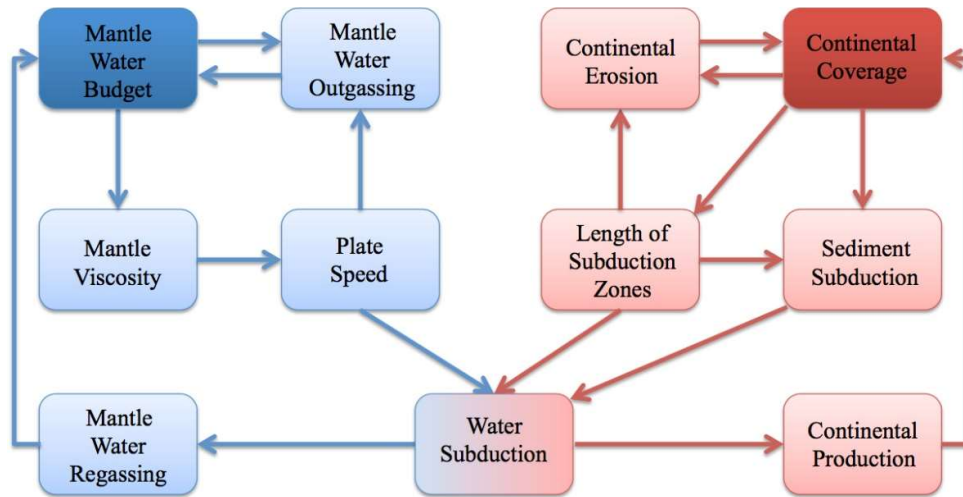 Mantle
Water
Budget
Mantle
Water
Outgassing
Continental
Erosion
Continental
Coverage
Mantle
Viscosity
Plate
Speed
Length of
Subduction
Zones
Sediment
Subduction
Mantle
Water
Regassing
Water
Subduction
Continental
Production